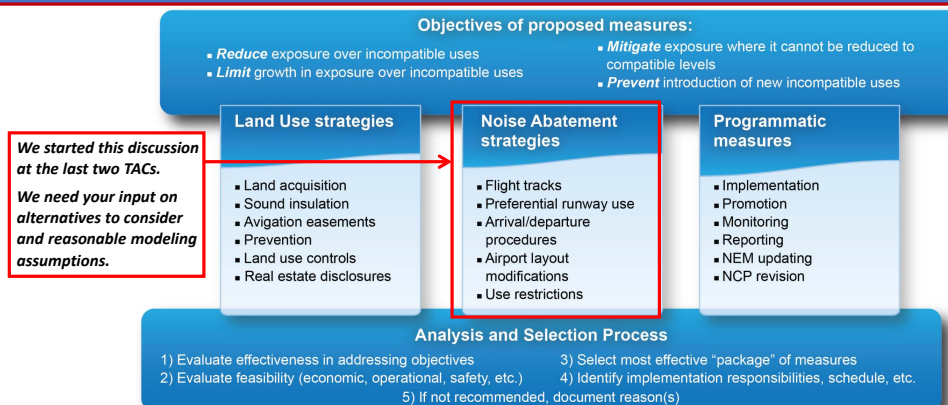 Objectives of proposed measures:
▪ Reduce exposure over incompatible uses
▪ Limit growth in exposure over incompatible uses
▪ Mitigate exposure where it cannot be reduced to
compatible levels
▪ Prevent introduction of new incompatible uses
We started this discussion
at the last two TACs.
We need your input on
alternatives to consider
and reasonable modeling
assumptions.
Land Use strategies
▪ Land acquisition
▪ Sound insulation
▪ Avigation easements
▪ Prevention
▪ Land use controls
▪ Real estate disclosures
Noise Abatement
strategies
▪ Flight tracks
▪ Preferential runway use
▪ Arrival/departure
procedures
▪ Airport layout
modifications
▪ Use restrictions
Programmatic
measures
▪ Implementation
▪ Promotion
▪ Monitoring
▪ Reporting
▪ NEM updating
▪ NCP revision
Analysis and Selection Process
1) Evaluate effectiveness in addressing objectives
2) Evaluate feasibility (economic, operational, safety, etc.)
3) Select most effective “package” of measures
4) Identify implementation responsibilities, schedule, etc.
5) If not recommended, document reason(s)